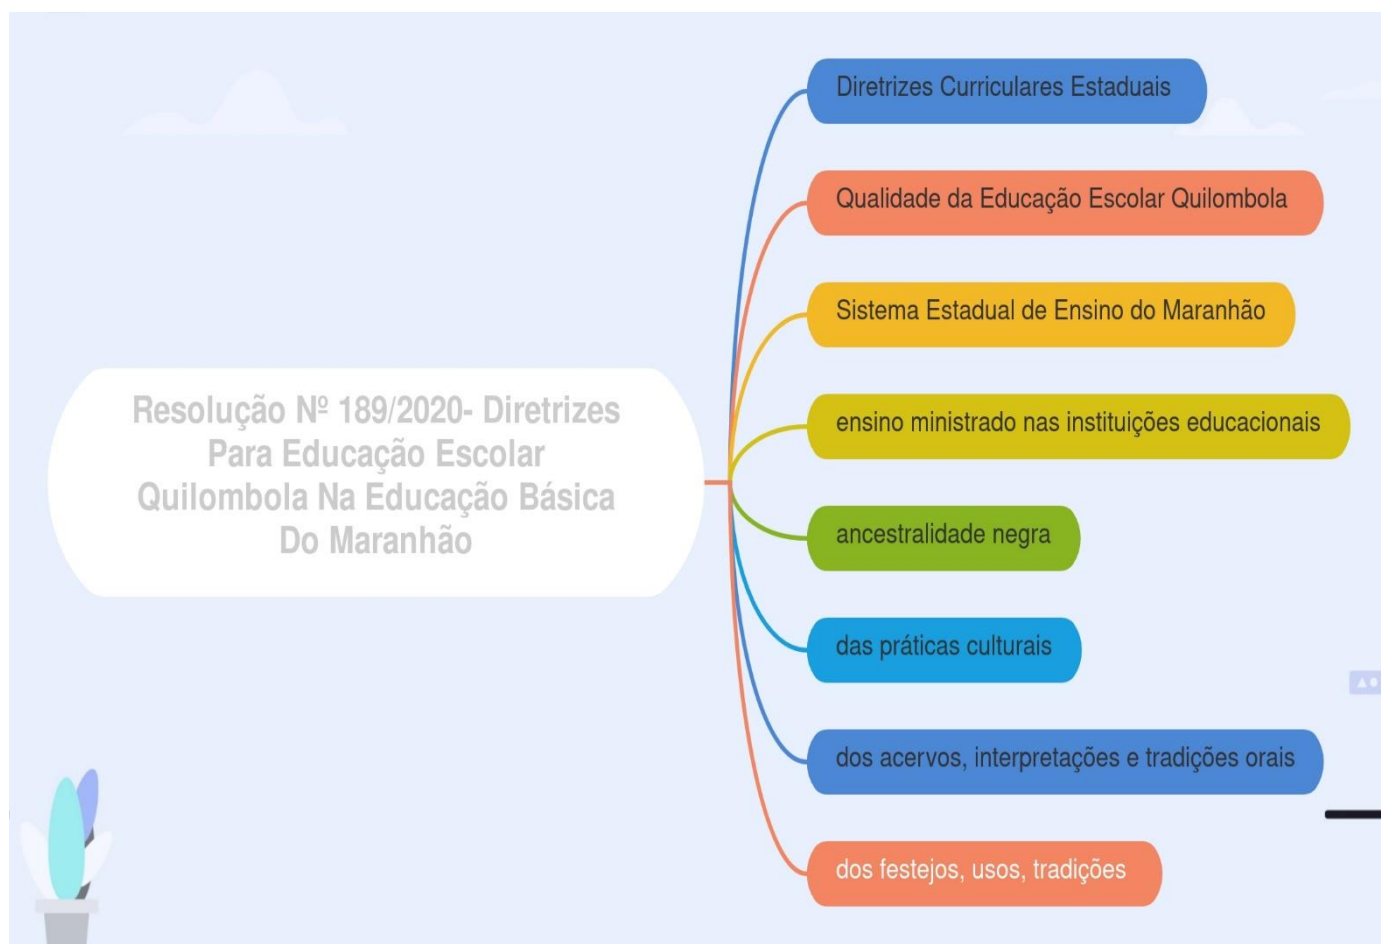 Resolução Nº 189/2020- Diretrizes
Para Educação Escolar
Quilombola Na Educação Básica
Do Maranhão
Diretrizes Curriculares Estaduais
Qualidade da Educação Escolar Quilombola
Sistema Estadual de Ensino do Maranhão
ensino ministrado nas instituições educacionais
ancestralidade negra
das práticas culturais
dos acervos, interpretações e tradições orais
dos festejos, usos, tradições